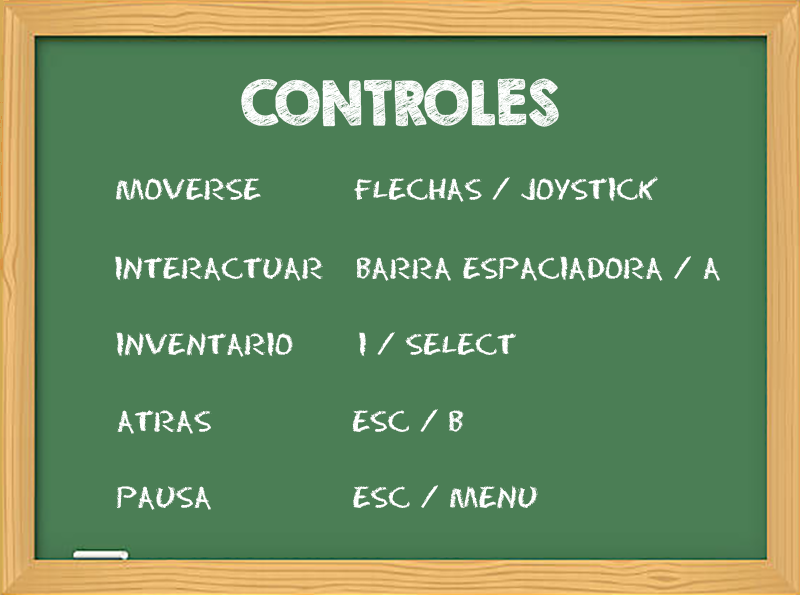 CONTROLES
MOVERSE FLECHAS / JOYSTICK
INTERACTUAR BARRA ESPACIADORA / A
INVENTARIO I / SELECT
ATRAS ESC / B
PAUSA ESC / MENU